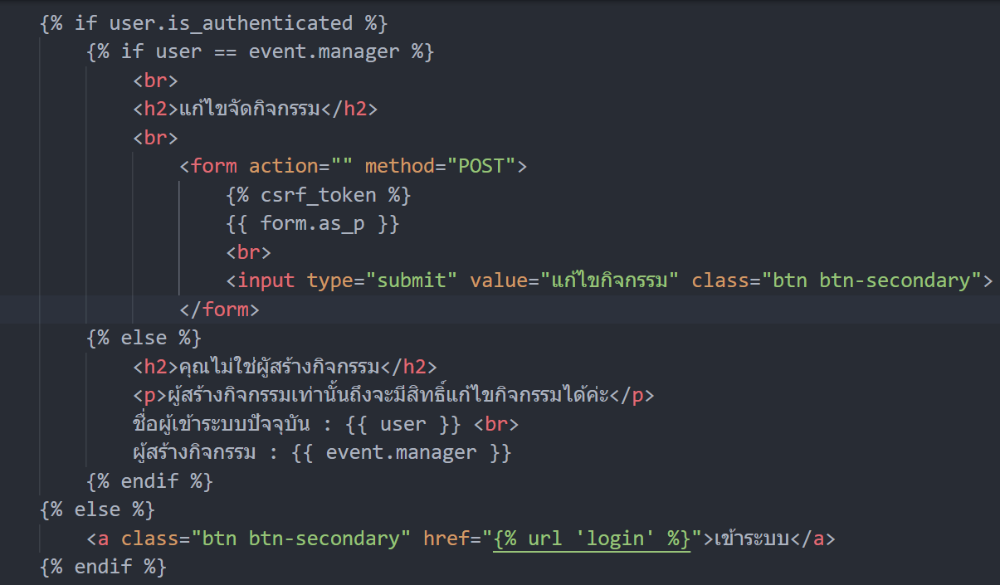 {% if user.is_authenticated %}
{% if user == event.manager %}
<br>
<h2>แก้ไขจัดกิจกรรม</h2>
<br>
<form action="" method="POST">
{% csrf_token %}
{{ form.as_p }}
<br>
<input type="submit" value="แก้ไขกิจกรรม" class="btn btn-secondary">
</form>
{% else %}
<h2>คุณไม่ใช่ผู้สร้างกิจกรรม</h2>
<p>ผู้สร้างกิจกรรมเท่านั้นถึงจะมีสิทธิ์แก้ไขกิจกรรมได้ค่ะ</p>
ชื่อผู้เข้าระบบปัจจุบัน : {{ user }} <br>
ผู้สร้างกิจกรรม : {{ event.manager }}
{% endif %}
{% else %}
<a class="btn btn-secondary" href="{% url 'login' %}">เข้าระบบ</a>
{% endif %}